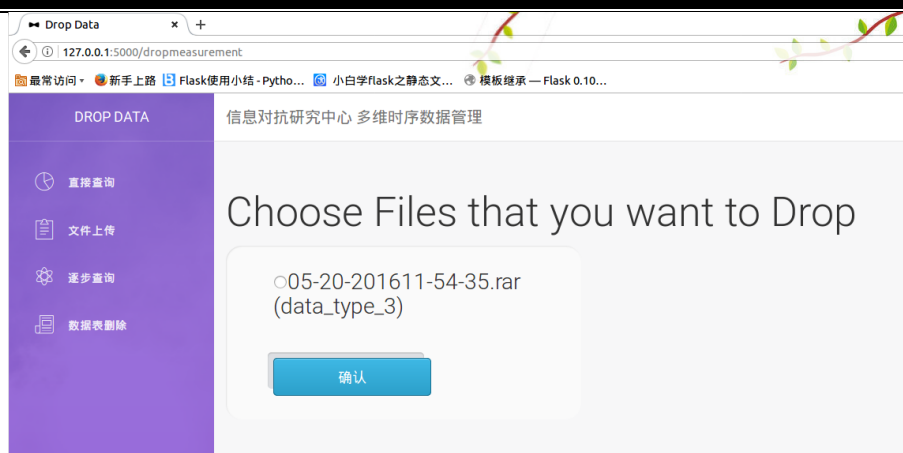 Drop Data
127.0.0.1:5000/dropmeasurement
最常访问 新手上路 Flask使用小结 - Pytho... 小白学flask之静态文... 模板继承 — Flask 0.10...
DROP DATA
信息对抗研究中心 多维时序数据管理
直接查询
文件上传
逐步查询
数据表删除
Choose Files that you want to Drop
05-20-201611-54-35.rar
(data_type_3)
确认